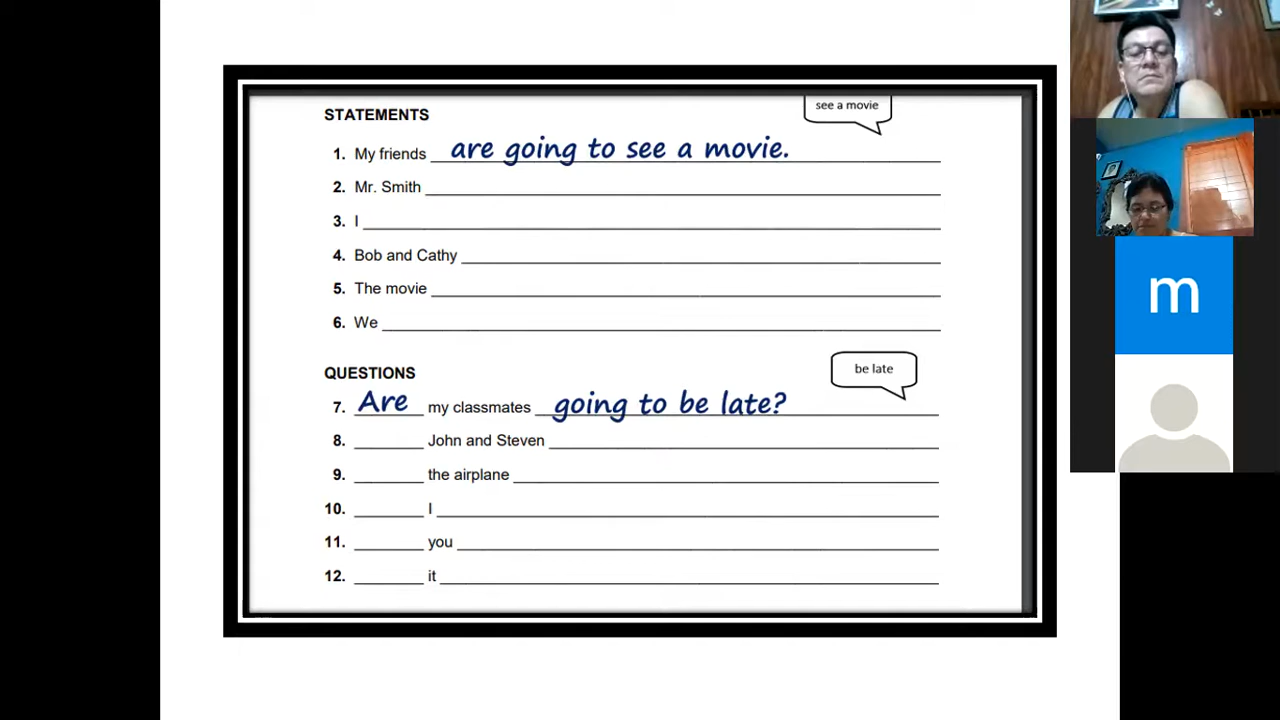 see a movie
STATEMENTS
1. My friends are going to see a movie.
2. Mr. Smith
3. I
4. Bob and Cathy
5. The movie
6. We
be late
QUESTIONS
7. Are my classmates going to be late?
8. John and Steven
9. the airplane
10. I
11. you
12. it
m